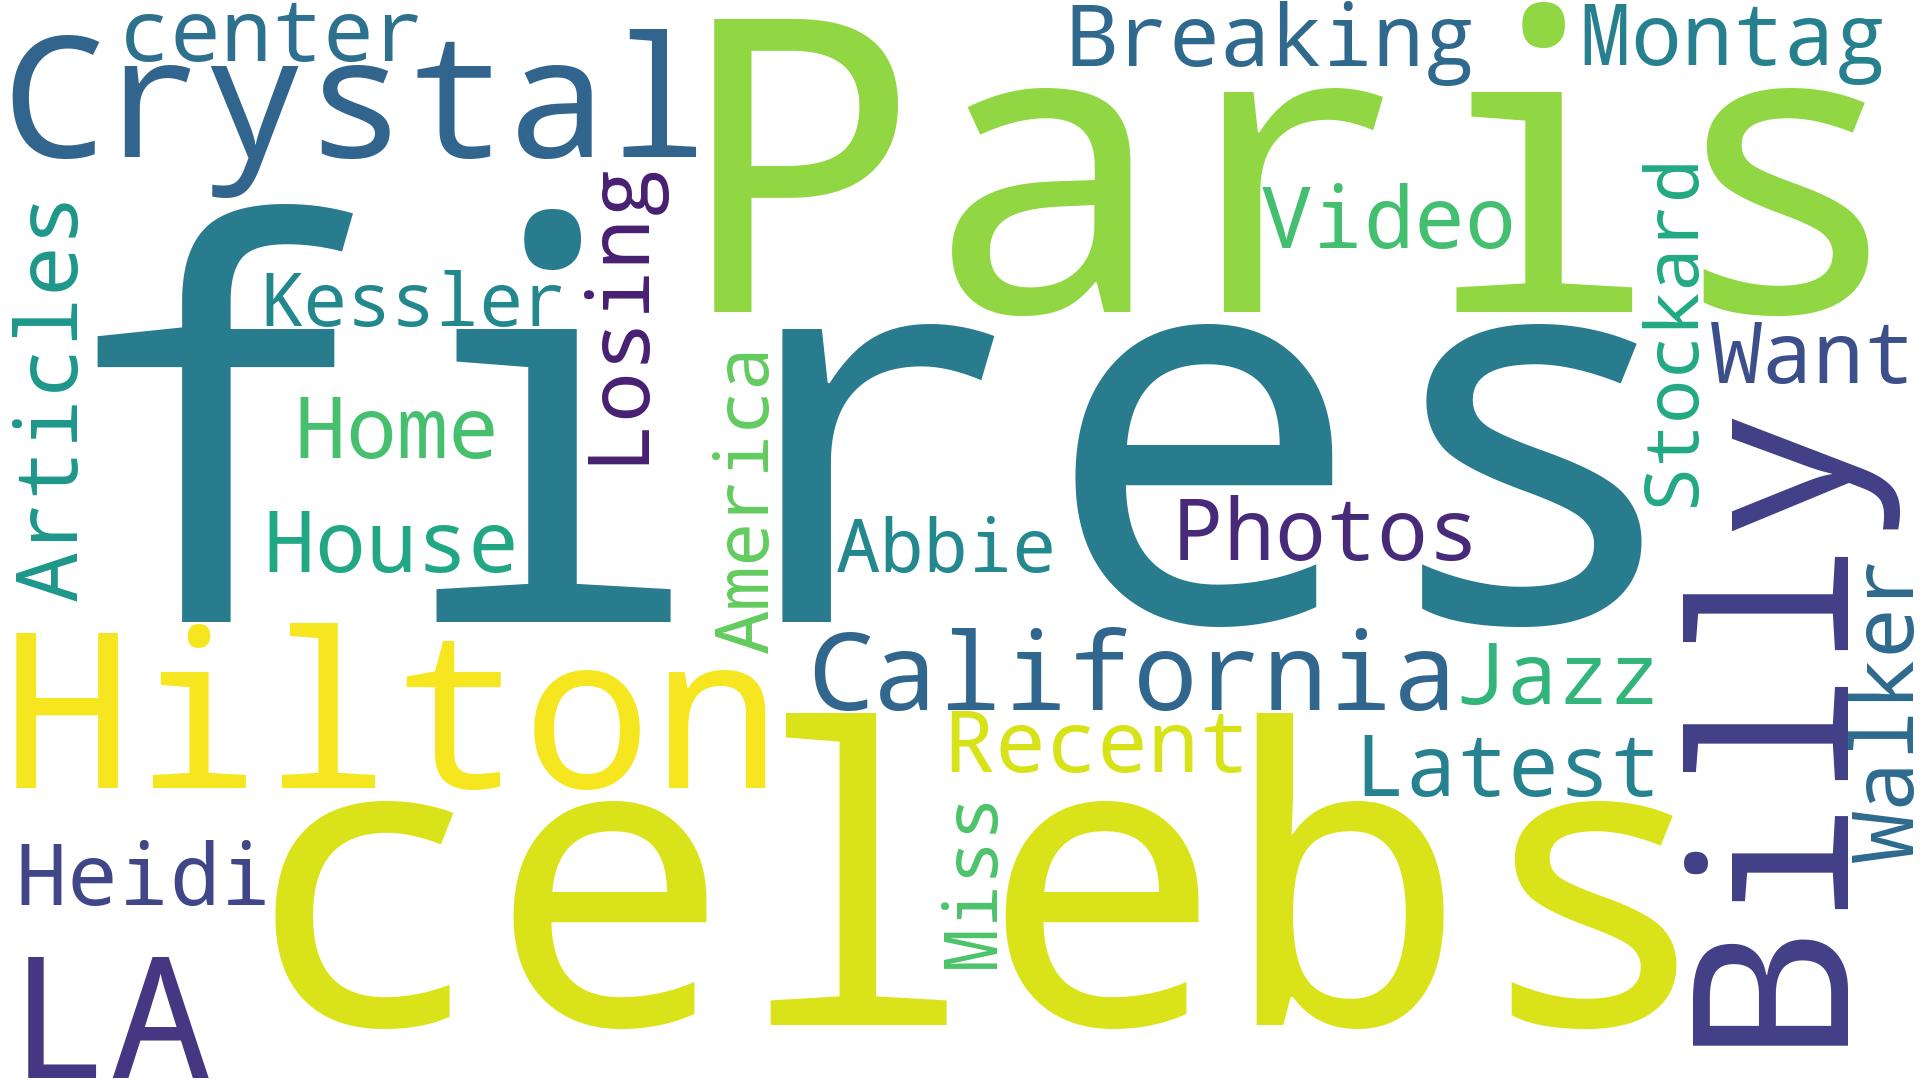 center
Crystal
Paris
Breaking
Montag
Video
Losing
Articles
Kessler
fires
Stockard
Want
Home
America
House
Abbie
Photos
Billy
Walker
Hilton
California
Jazz
Recent
Latest
celebs
Miss
Heidi
LA